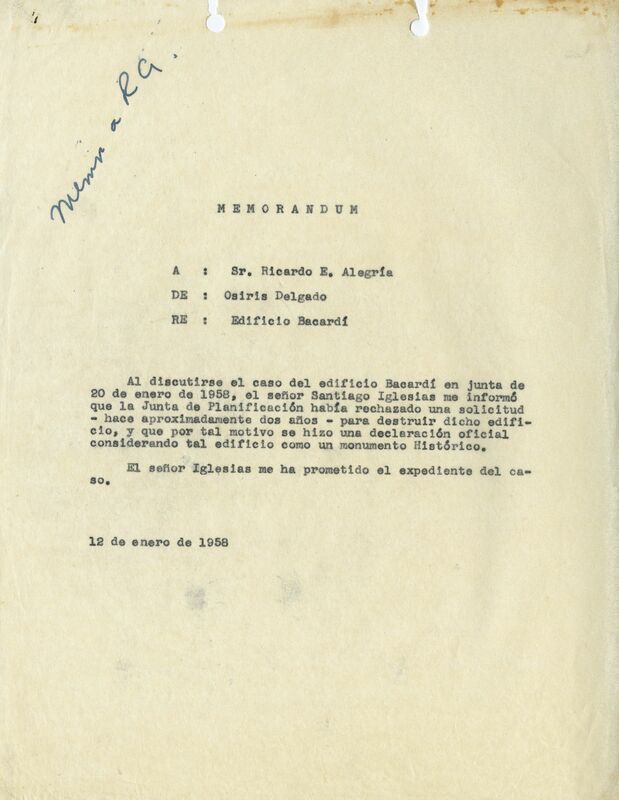 Memo a RA.
MEMORANDUM
A : Sr. Ricardo E. Alegría
DE : Osiris Delgado
RE : Edificio Bacardí
Al discutirse el caso del edificio Bacardí en junta de
20 de enero de 1958, el señor Santiago Iglesias me informó
que la Junta de Planificación había rechazado una solicitud
- hace aproximadamente dos años - para destruir dicho edifi-
cio, y que por tal motivo se hizo una declaración oficial
considerando tal edificio como un monumento Histórico.
El señor Iglesias me ha prometido el expediente del ca-
so.
12 de enero de 1958